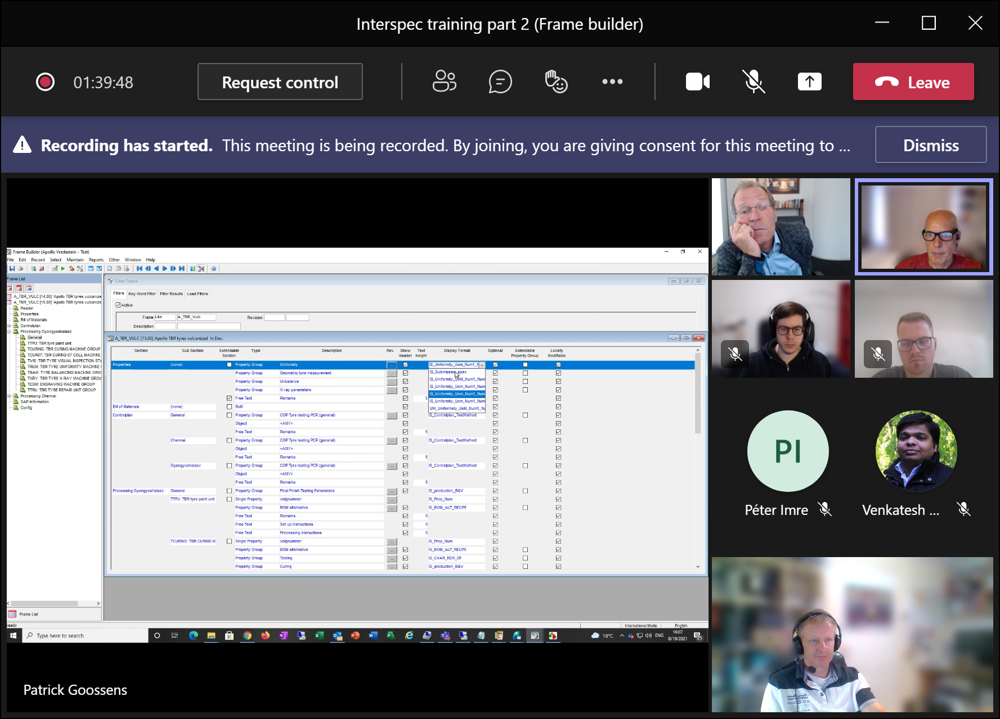 Interspec training part 2 (Frame builder)
01:39:48
Request control
Leave
Recording has started. This meeting is being recorded. By joining, you are giving consent for this meeting to ...
Dismiss
Frame Builder (Apollo Vredestein - Test)
File Edit Record Select Maintain Reports Other Window Help
Frame List
A_TBR_VULC [14.00] 'Apollo TBR tyres vulcanize
A_TBR_VULC [15.00] 'Apollo TBR tyres vulcanize
Header
Properties
Bill of Materials
Controlplan
Processing Gyongyoshalasz
General
TTPU: TBR tyre paint unit
TCURING: TBR CURING MACHINE GROUP
TCUR67: TBR CURING 67 COLL MACHINE
TVIS: TBR TYRE VISUAL INSPECTION STA
TRUM: TBR TYRE UNIFORMITY MACHINE
TBAM: TYRE BALANCING MACHINE GRO
TXRY: TBR TYRE X-RAY MACHINE GROU
TEGM: ENGRAVING MACHINE GROUP
TTRU: TBR TYRE REPAIR UNIT GROUP
Processing Chennai
SAP information
Config
Frame List
Filter Frame
Filters Key Word Filter Filter Results Load Filters
Active
Frame Like A_TBR_Vulc Revision
Description
A_TBR_VULC [15.00] Apollo TBR tyres vulcanized In Dev.
Section Sub Section Extendable Section Type Description Rev. Show Header Text Height Display Format Optional Extendable Property Group Locally Modifiable
Properties (none) Property Group Uniformity ... IS_Uniformity_Uom_Num1_N
Property Group Geometric tyre measurement ... IS_Submission_spec
Property Group Unbalance ... IS_Uniformity_UoM_Num1_Num
Property Group X-ray parameters ... IS_Uniformity_Uom_Num1_Num
IS_Uniformity_Uom_Num1_Num
Free Text Remarks 5 IS_Uniformity_Uom_Num1_Num
Bill of Materials (none) BoM UNI_Uniformaty_UoM_Num1_Nu
Controlplan General Property Group COP Tyre testing PCR (general) ... IS_Controlplan_TestMethod
Object <ANY>
Free Text Remarks 5
Chennai Property Group COP Tyre testing PCR (general) ... IS_Controlplan_TestMethod
Object <ANY>
Free Text Remarks 5
Gyongyoshalasz Property Group COP Tyre testing PCR (general) ... IS_Controlplan_TestMethod
Object <ANY>
Free Text Remarks 5
Processing Gyongyoshalasz General Property Group Final Finish Testing Parameters ... IS_production_B&V
TTPU: TBR tyre paint unit Single Property volgnummer ... IS_Prop_Num
Property Group BOM alternative ... IS_BOM_ALT_RECIPE
Free Text Remarks 5
Free Text Set up Instructions 5
Free Text Processing instructions 5
TCURING: TBR CURING M. Single Property volgnummer ... IS_Prop_Num
Property Group BOM alternative ... IS_BOM_ALT_RECIPE
Property Group Tooling ... IS_CHAR_REM_DF
Property Group Curing ... IS_production_B&V
eady International Mode English
Type here to search
18°C ENG 16:07
8/19/2021 25
Patrick Goossens
PI
Péter Imre
Venkatesh ...